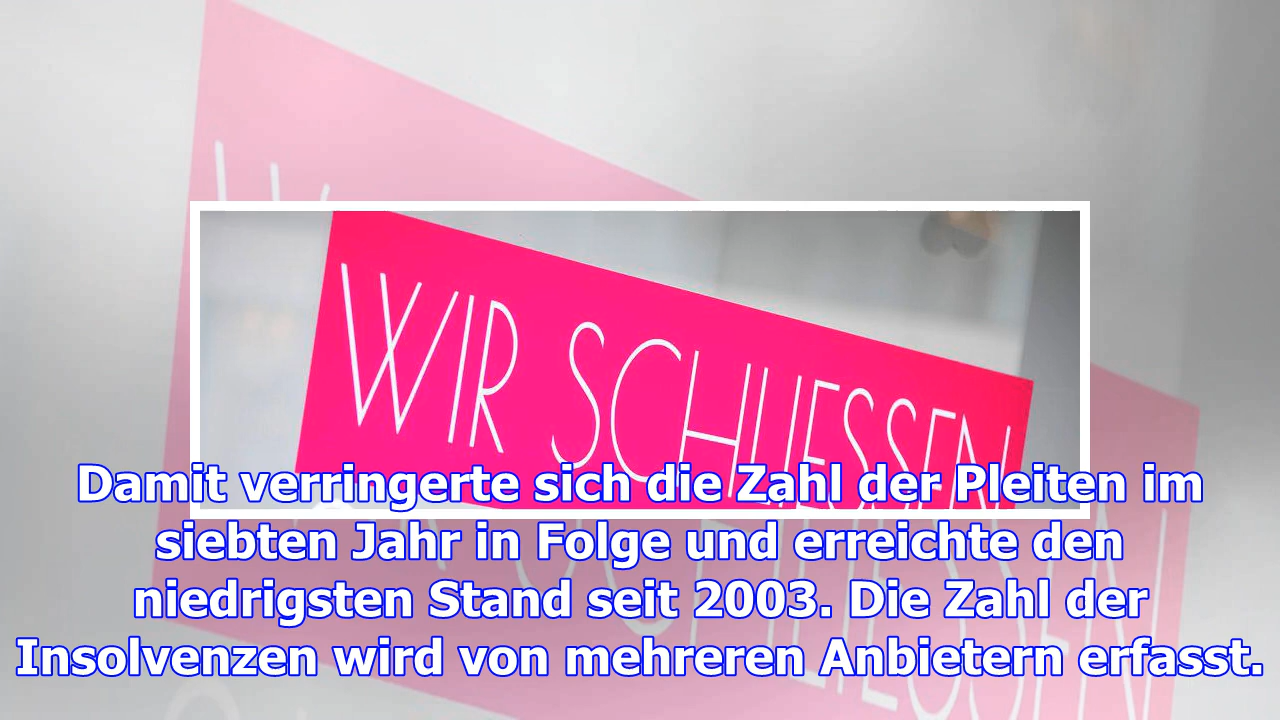 WIR SCHLIESSEN
Damit verringerte sich die Zahl der Pleiten im
siebten Jahr in Folge und erreichte den
niedrigsten Stand seit 2003. Die Zahl der
Insolvenzen wird von mehreren Anbietern erfasst.